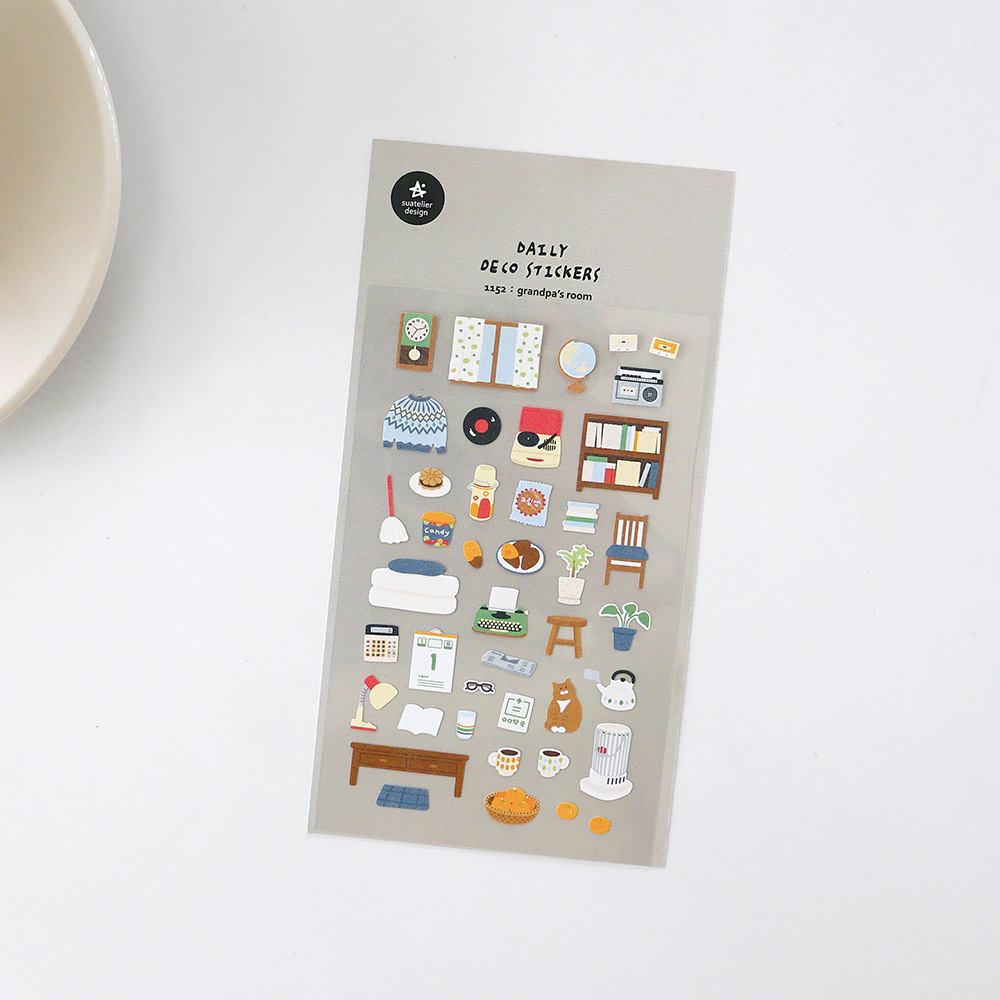 suatelier
design
DAILY
DECO STICKERS
1152 : grandpa's room
Candy
1